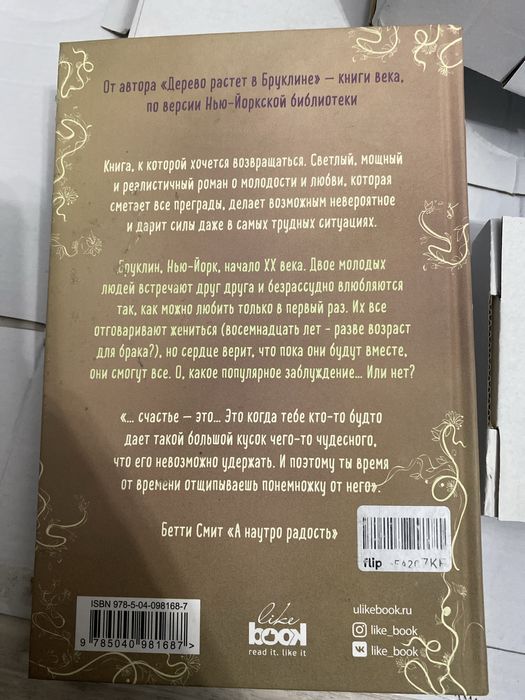 От автора «Дерево растет в Бруклине» – книги века,
по версии Нью-Йоркской библиотеки
Книга, к которой хочется возвращаться. Светлый, мощный
и реалистичный роман о молодости и любви, которая
сметает все преграды, делает возможным невероятное
и дарит силы даже в самых трудных ситуациях.
Бруклин, Нью-Йорк, начало XX века. Двое молодых
людей встречают друг друга и безрассудно влюбляются
так, как можно любить только в первый раз. Их все
отговаривают жениться (восемнадцать лет - разве возраст
для брака?), но сердце верит, что пока они будут вместе,
они смогут все. О, какое популярное заблуждение... Или нет?
«... счастье – это... Это когда тебе кто-то будто
дает такой большой кусок чего-то чудесного,
что его невозможно удержать. И поэтому ты время
от времени отщипываешь понемножку от него».
Бетти Смит «А наутро радость»
flip
ISBN 978-5-04-098168-7
9 785040 981687>
like
book
read it. like it
ulikebook.ru
like_book
like_book